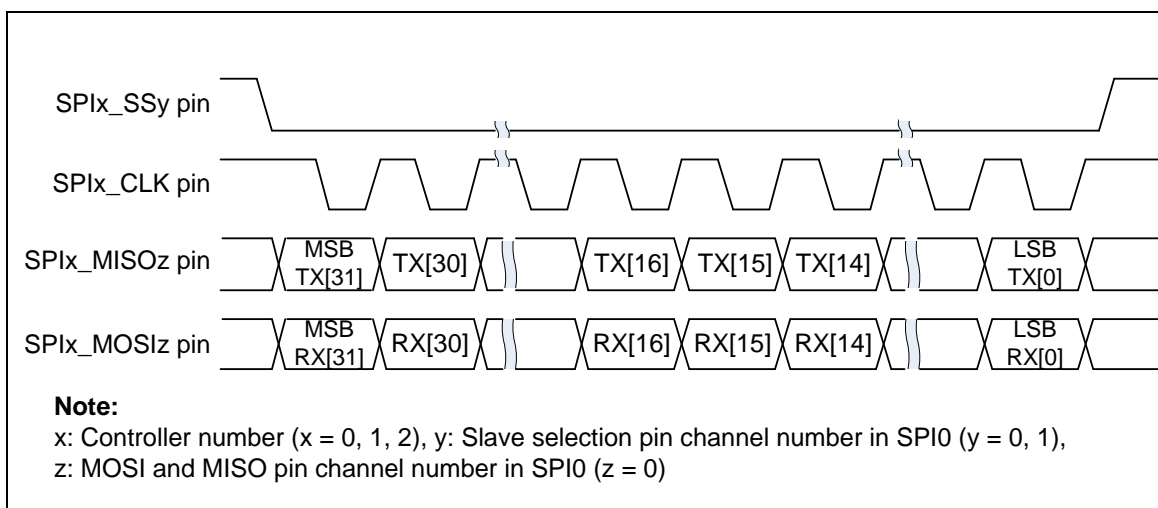 SPIx_SSy pin
SPIx_CLK pin
SPIx_MISOz pin
MSB
TX[31]
TX[30]
TX[16]
TX[15]
TX[14]
LSB
TX[0]
SPIx_MOSIz pin
MSB
RX[31]
RX[30]
RX[16]
RX[15]
RX[14]
LSB
RX[0]
Note:
x: Controller number (x = 0, 1, 2), y: Slave selection pin channel number in SPI0 (y = 0, 1),
z: MOSI and MISO pin channel number in SPI0 (z = 0)